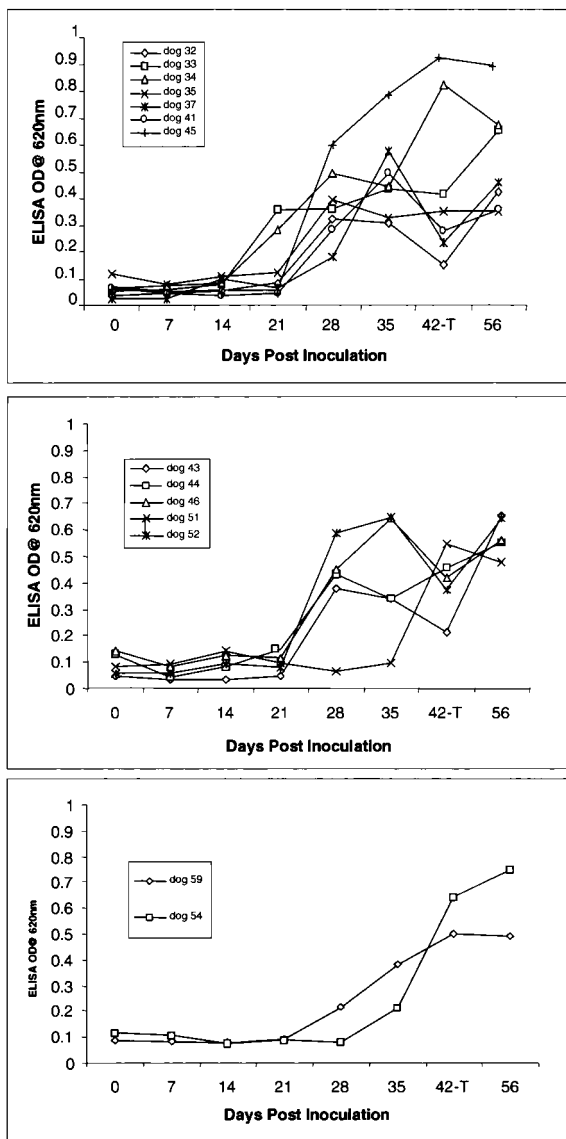 ELISA OD@ 620nm
1
0.9
0.8
0.7
0.6
0.5
0.4
0.3
0.2
0.1
0
dog 32
dog 33
dog 34
dog 35
dog 37
dog 41
dog 45
0 7 14 21 28 35 42-T 56
Days Post Inoculation
ELISA OD@ 620nm
1
0.9
0.8
0.7
0.6
0.5
0.4
0.3
0.2
0.1
0
dog 43
dog 44
dog 46
dog 51
dog 52
0 7 14 21 28 35 42-T 56
Days Post Inoculation
ELISA OD@ 620nm
1
0.9
0.8
0.7
0.6
0.5
0.4
0.3
0.2
0.1
0
dog 59
dog 54
0 7 14 21 28 35 42-T 56
Days Post Inoculation